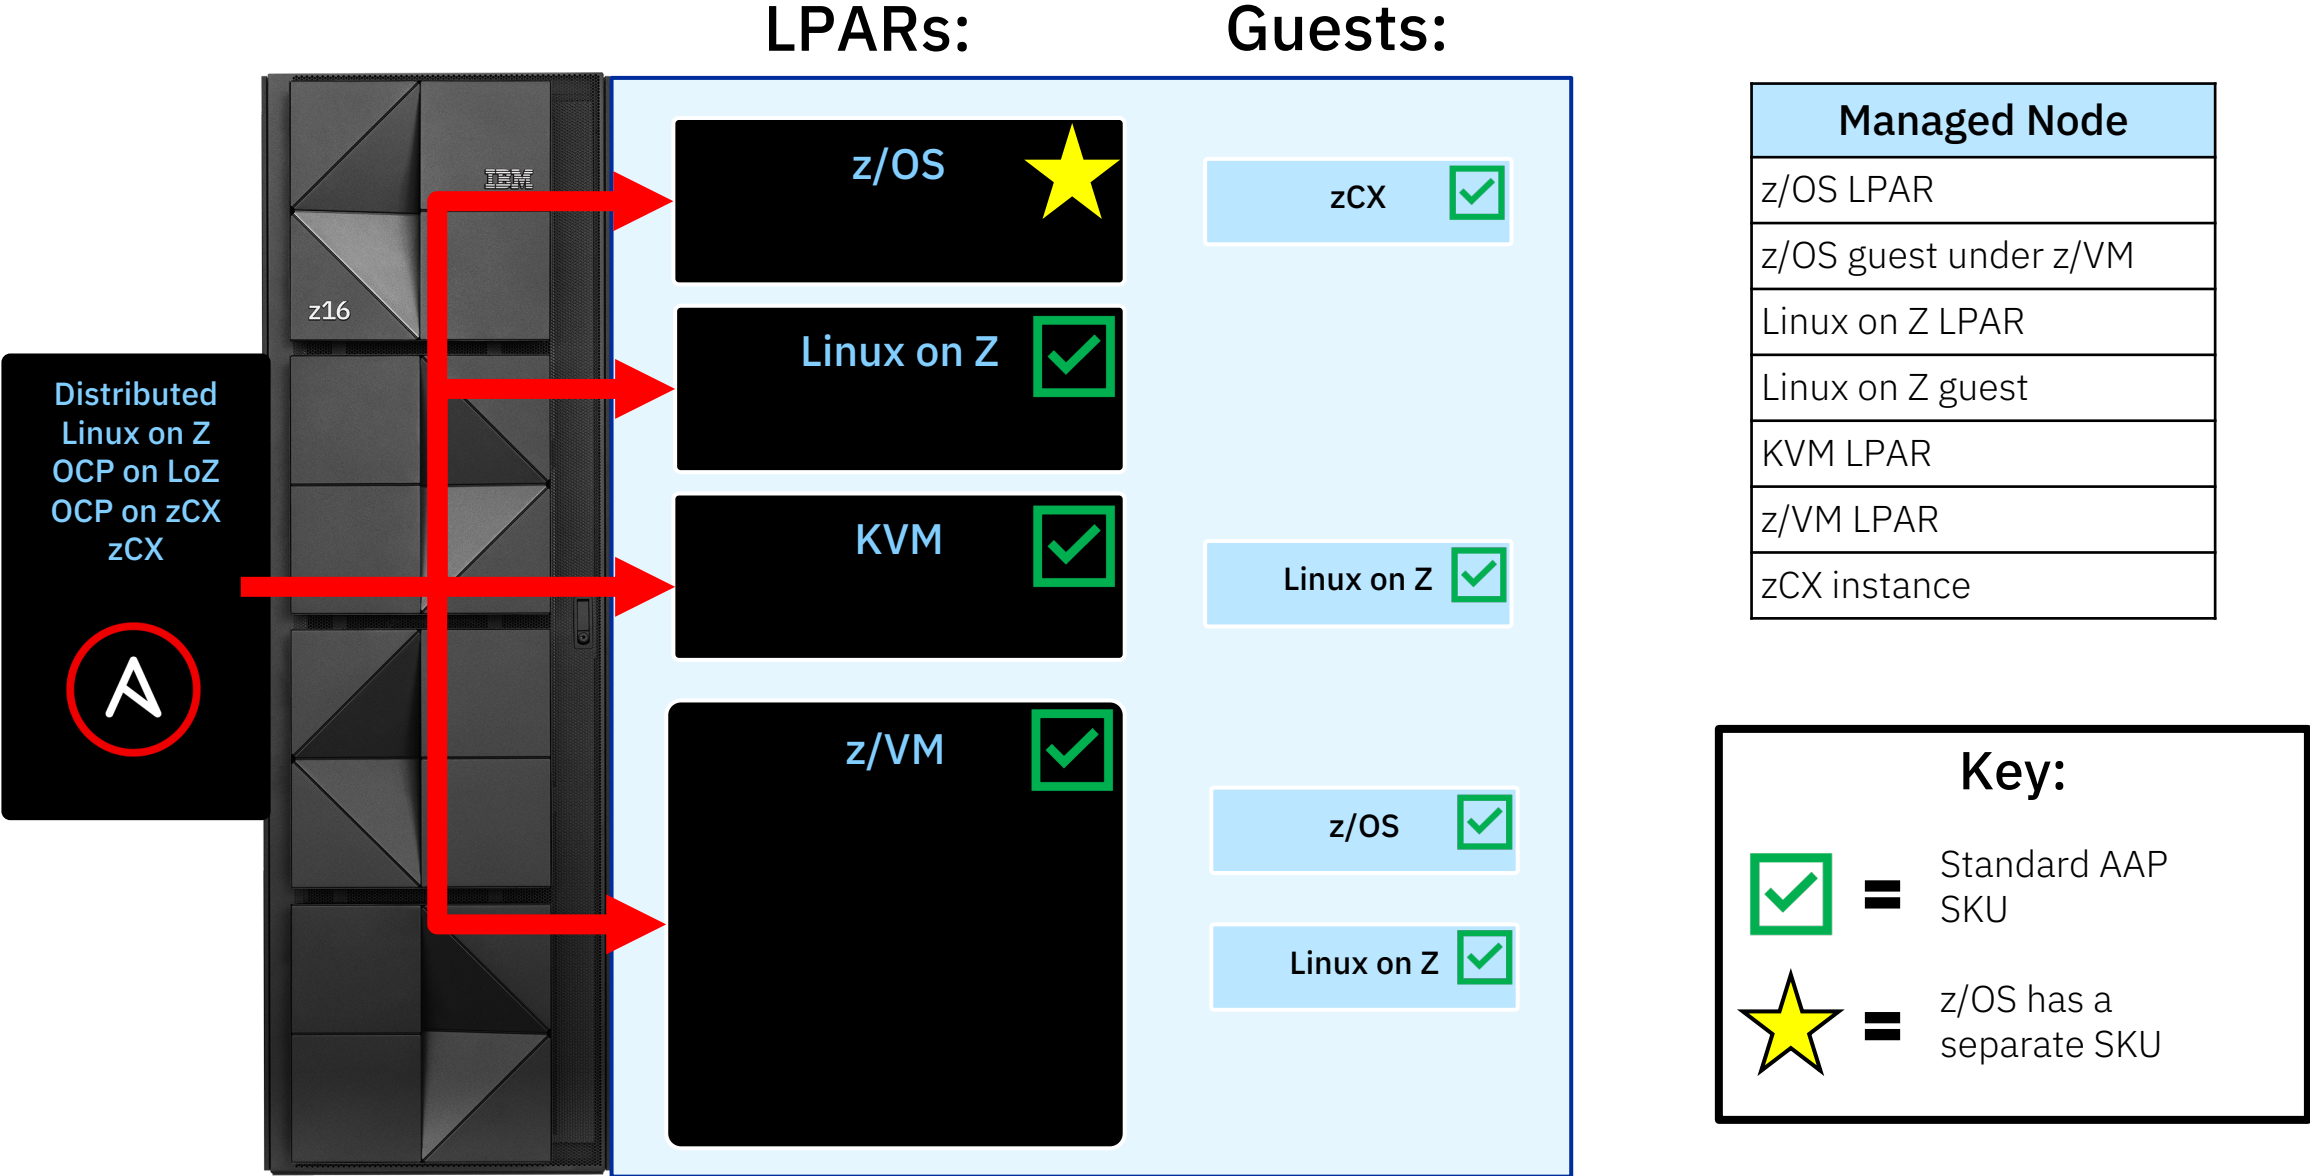 LPARs:
Guests:
IBM
z16
Distributed
Linux on Z
OCP on LoZ
OCP on zCX
zCX
z/OS
zCX
Linux on Z
KVM
Linux on Z
z/VM
z/OS
Linux on Z
Managed Node
z/OS LPAR
z/OS guest under z/VM
Linux on Z LPAR
Linux on Z guest
KVM LPAR
z/VM LPAR
zCX instance
Key:
=
Standard AAP
SKU
=
z/OS has a
separate SKU